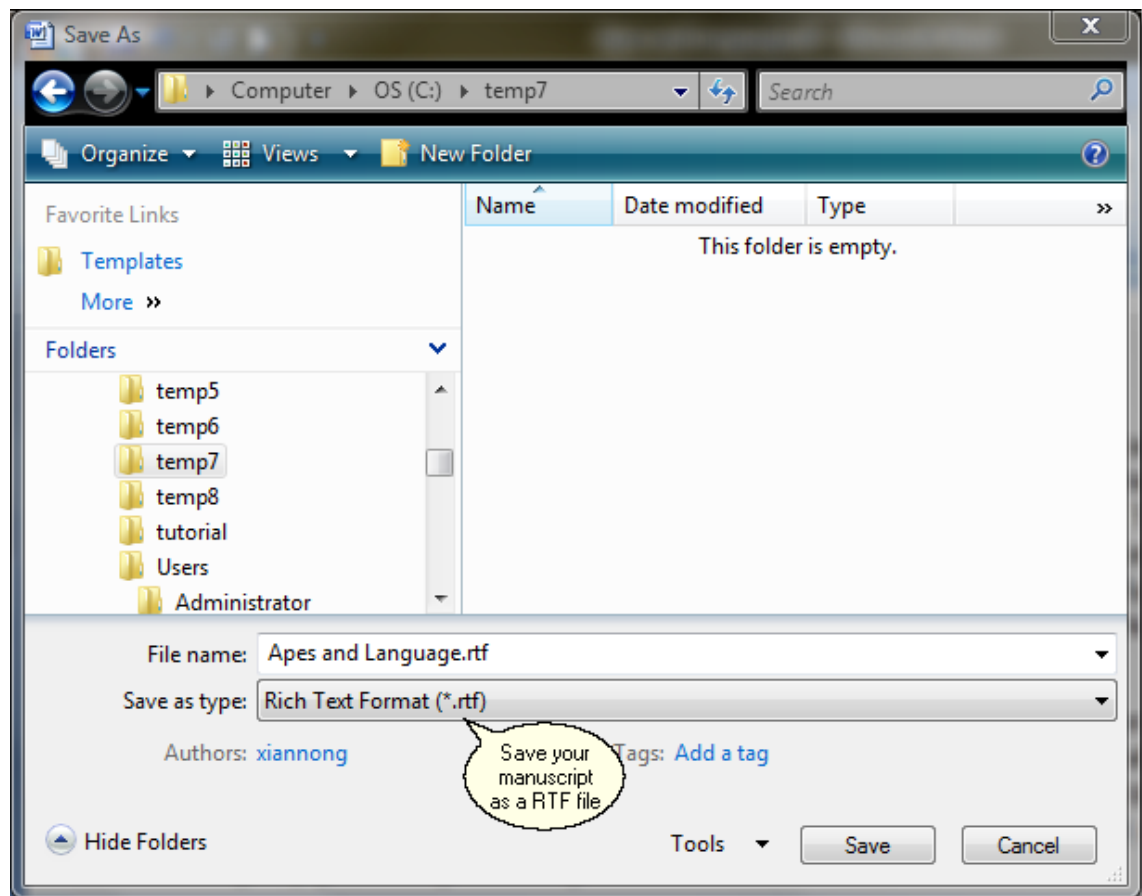 Save As
X
Computer OS (C:) temp7 Search
Organize Views New Folder ?
Favorite Links
Templates
More »
Folders
temp5
temp6
temp7
temp8
tutorial
Users
Administrator
Name Date modified Type »
This folder is empty.
File name: Apes and Language.rtf
Save as type: Rich Text Format (*.rtf)
Authors: xiannong Tags: Add a tag
Save your
manuscript
as a RTF file
Hide Folders Tools Save Cancel